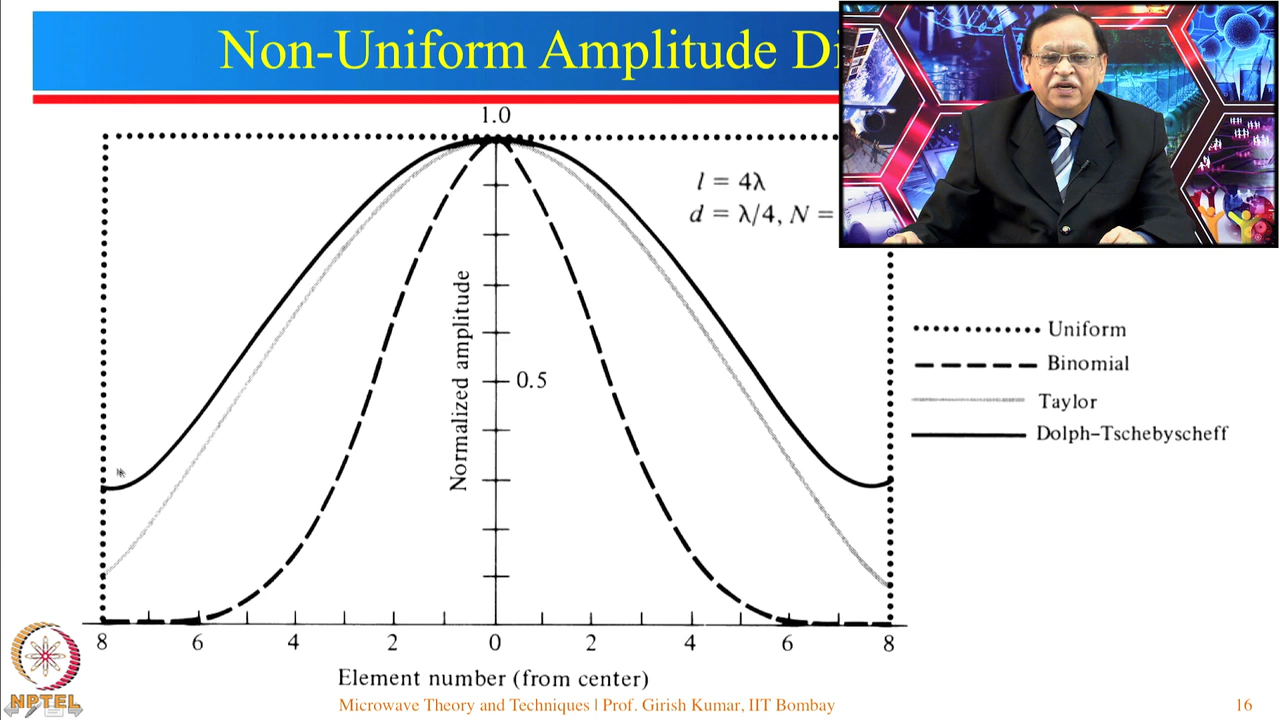 Non-Uniform Amplitude Di
1.0
l = 4λ
d = λ/4, N =
Normalized amplitude
0.5
Uniform
Binomial
Taylor
Dolph-Tschebyscheff
8 6 4 2 0 2 4 6 8
Element number (from center)
NPTEL
Microwave Theory and Techniques | Prof. Girish Kumar, IIT Bombay
16